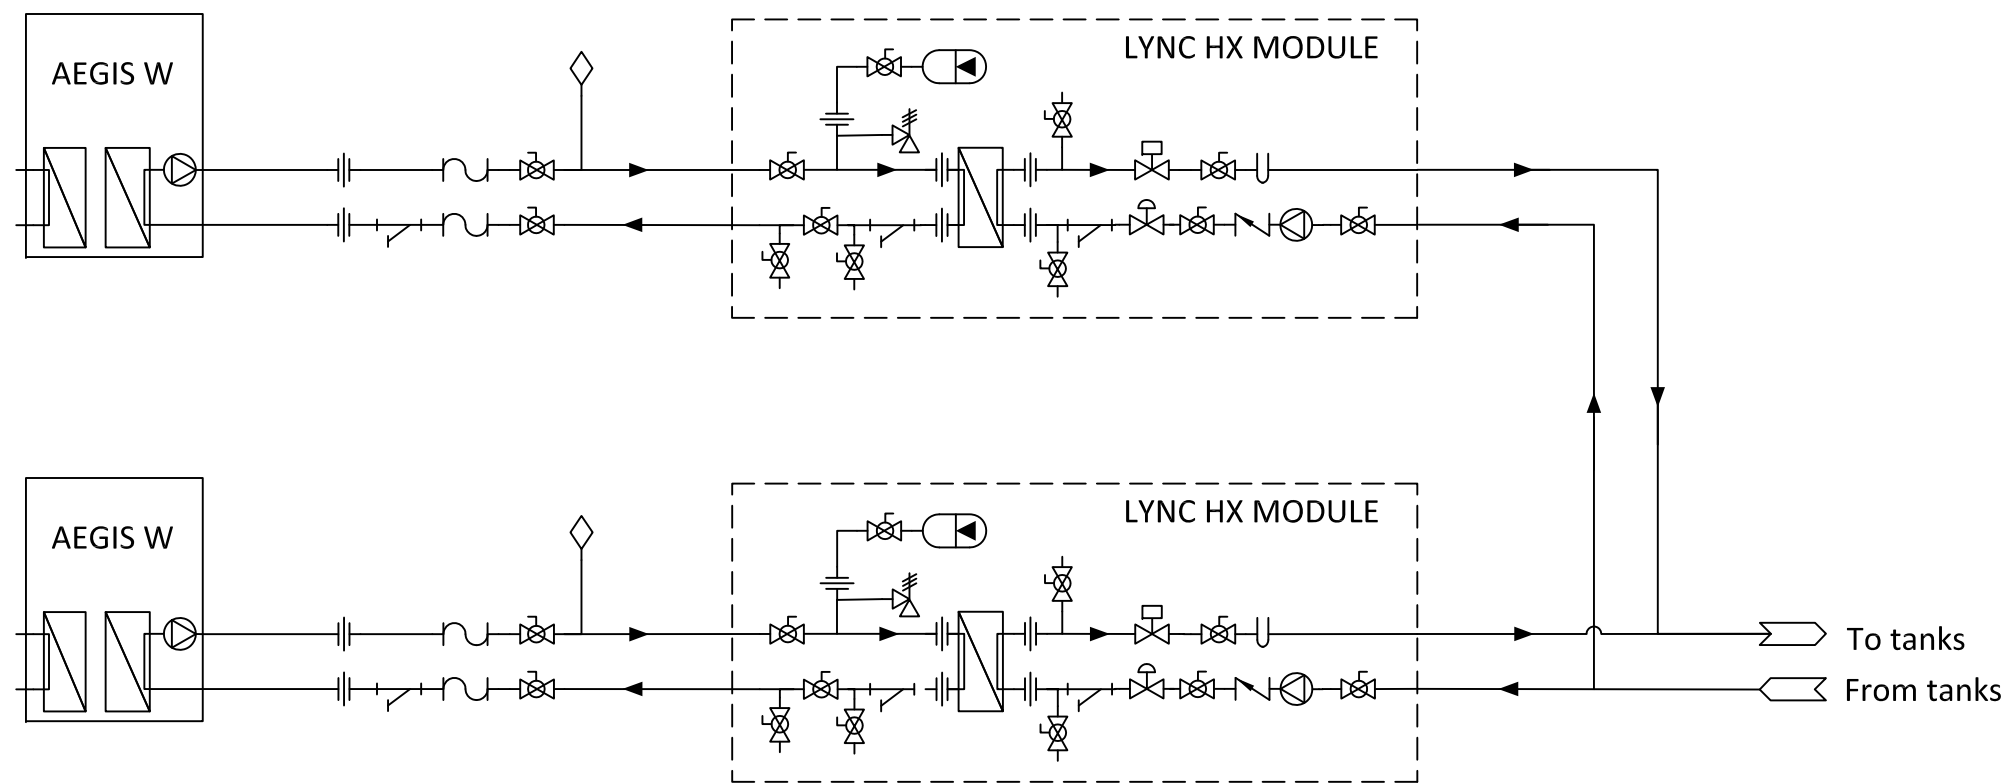 AEGIS W
LYNC HX MODULE
AEGIS W
LYNC HX MODULE
To tanks
From tanks